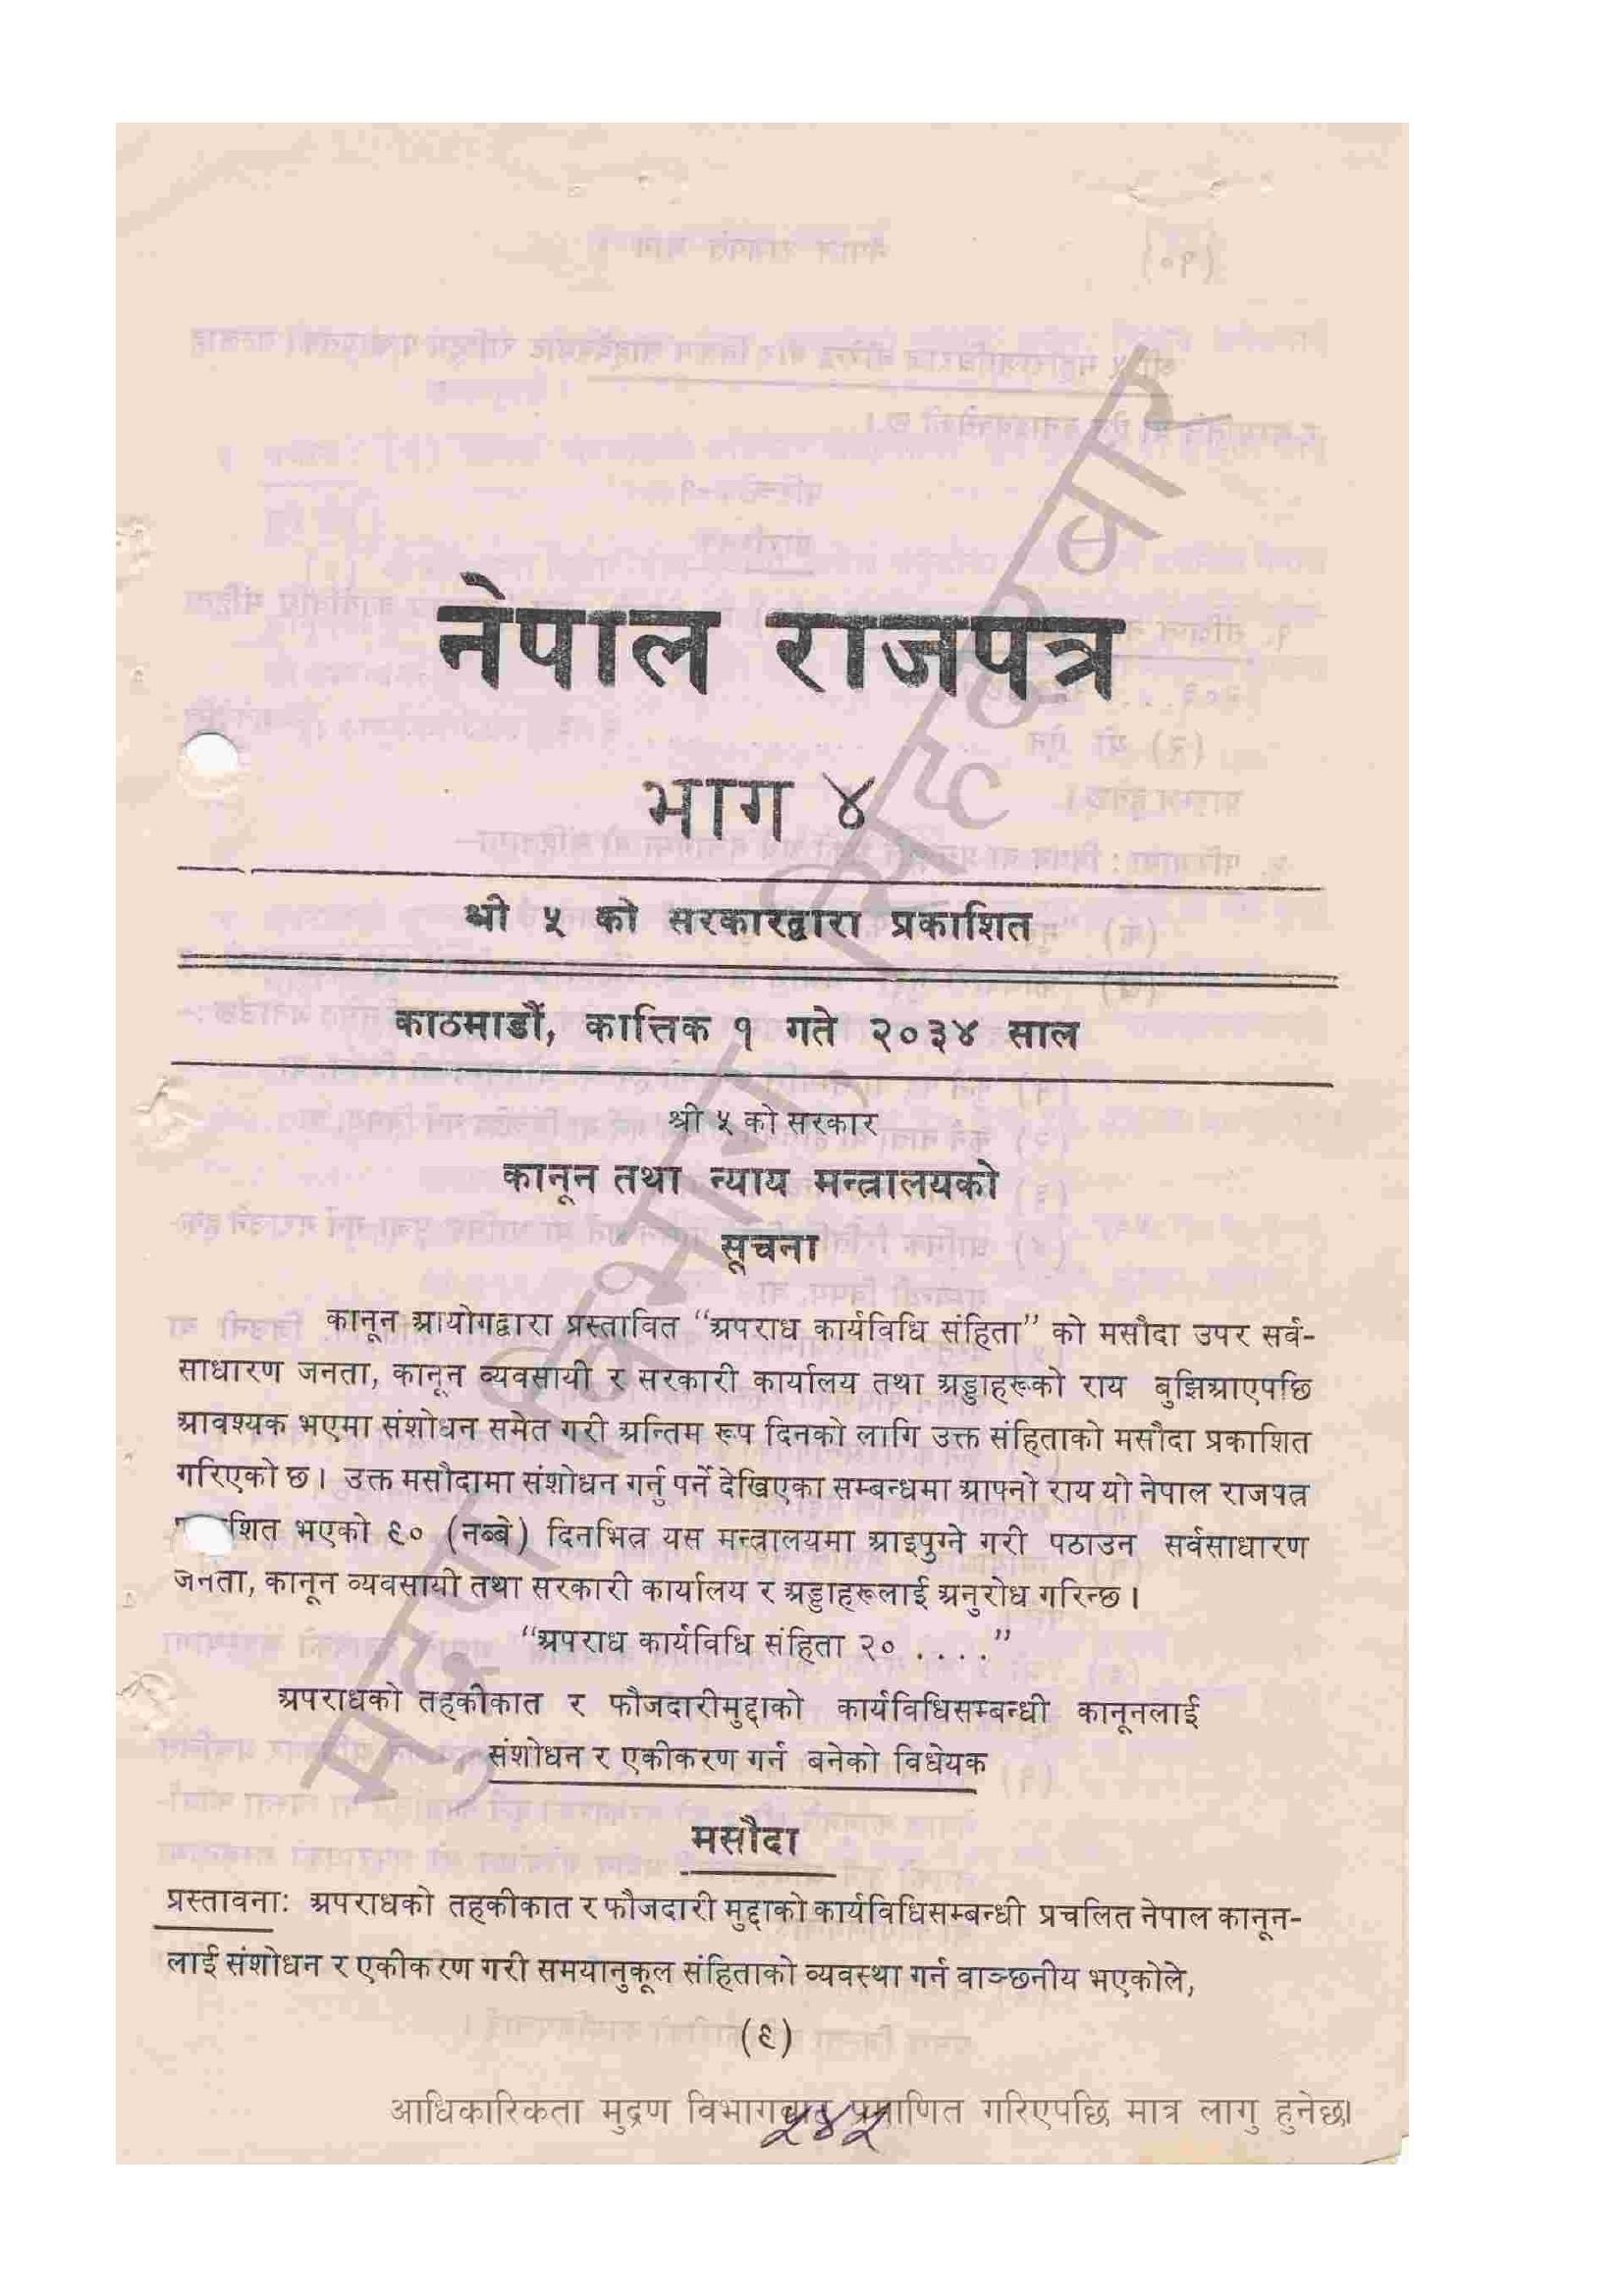 नेपाल राजपत्र
भाग ४
श्री ५ को सरकारद्वारा प्रकाशित
काठमाडौं, कात्तिक १ गते २०३४ साल
श्री ५ को सरकार
कानून तथा न्याय मन्त्रालयको
सूचना
कानून आयोगद्वारा प्रस्तावित “अपराध कार्यविधि संहिता” को मसौदा उपर सर्व-
साधारण जनता, कानून व्यवसायी र सरकारी कार्यालय तथा अड्डाहरूको राय बुझिआएपछि
आवश्यक भएमा संशोधन समेत गरी अन्तिम रूप दिनको लागि उक्त संहिताको मसौदा प्रकाशित
गरिएको छ। उक्त मसौदामा संशोधन गर्नु पर्ने देखिएका सम्बन्धमा आफ्नो राय यो नेपाल राजपत्र
शित भएको ९० (नब्बे) दिनभित्र यस मन्त्रालयमा आइपुग्ने गरी पठाउन सर्वसाधारण
जनता, कानून व्यवसायी तथा सरकारी कार्यालय र अड्डाहरूलाई अनुरोध गरिन्छ।
“अपराध कार्यविधि संहिता २० . . . .”
अपराधको तहकीकात र फौजदारीमुद्दाको कार्यविधिसम्बन्धी कानूनलाई
संशोधन र एकीकरण गर्न बनेको विधेयक
मसौदा
प्रस्तावनाः अपराधको तहकीकात र फौजदारी मुद्दाको कार्यविधिसम्बन्धी प्रचलित नेपाल कानून-
लाई संशोधन र एकीकरण गरी समयानुकूल संहिताको व्यवस्था गर्न वाञ्छनीय भएकोले,
(९)
आधिकारिकता मुद्रण विभागबाट प्रमाणित गरिएपछि मात्र लागु हुनेछ।
५४५
मुद्रण विभाग, सिंहदरवार